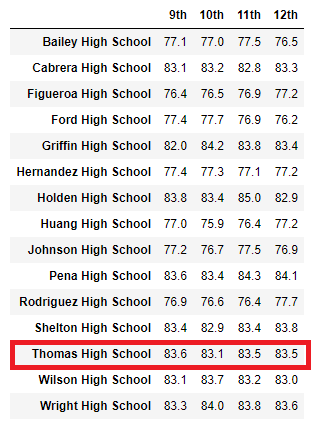 9th 10th 11th 12th
Bailey High School 77.1 77.0 77.5 76.5
Cabrera High School 83.1 83.2 82.8 83.3
Figueroa High School 76.4 76.5 76.9 77.2
Ford High School 77.4 77.7 76.9 76.2
Griffin High School 82.0 84.2 83.8 83.4
Hernandez High School 77.4 77.3 77.1 77.2
Holden High School 83.8 83.4 85.0 82.9
Huang High School 77.0 75.9 76.4 77.2
Johnson High School 77.2 76.7 77.5 76.9
Pena High School 83.6 83.4 84.3 84.1
Rodriguez High School 76.9 76.6 76.4 77.7
Shelton High School 83.4 82.9 83.4 83.8
Thomas High School 83.6 83.1 83.5 83.5
Wilson High School 83.1 83.7 83.2 83.0
Wright High School 83.3 84.0 83.8 83.6